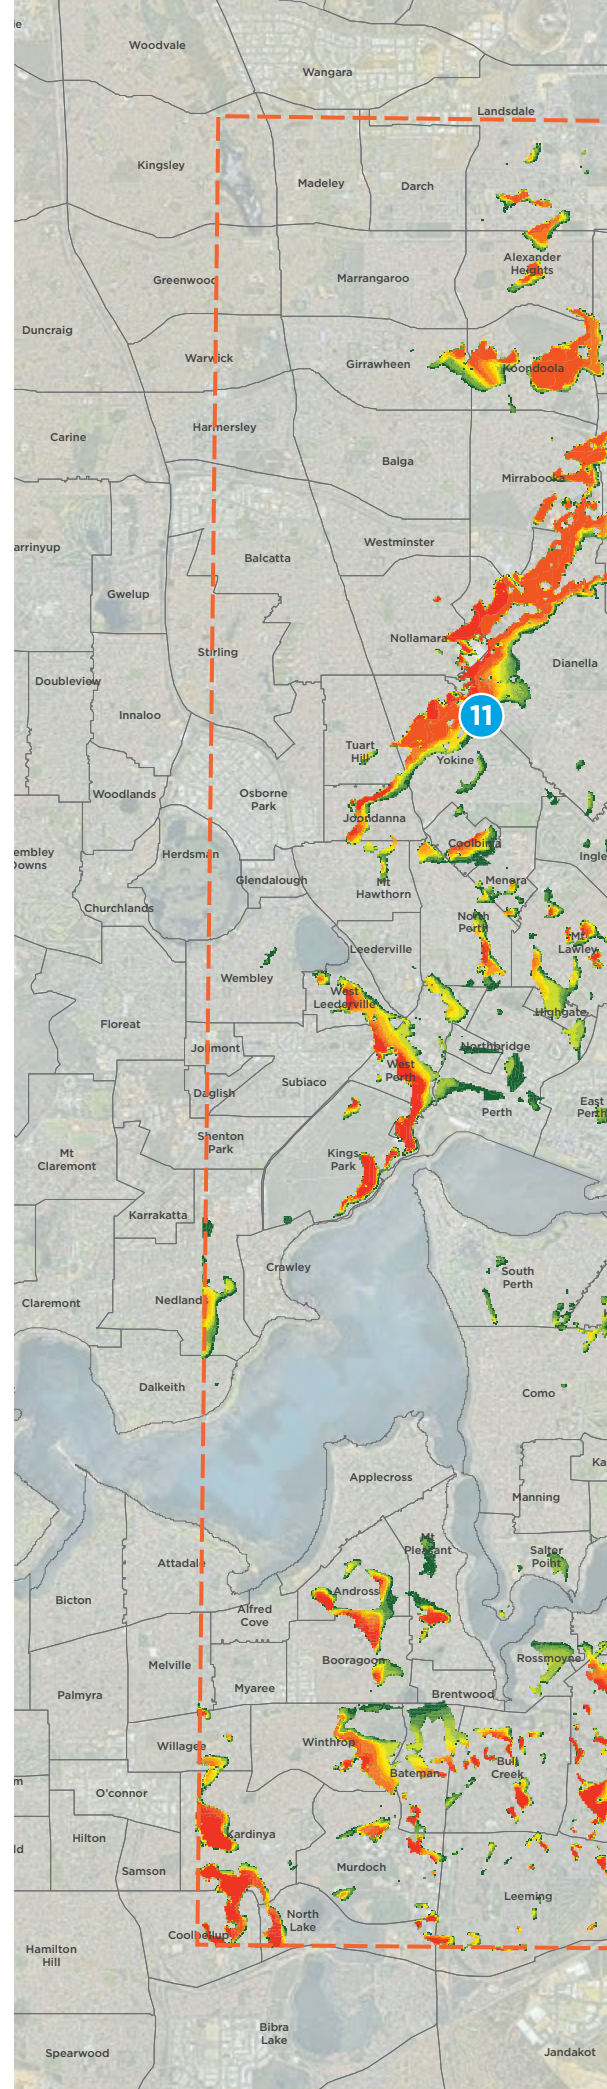 Woodvale
Wangara
Landsdale
Kingsley
Madeley
Darch
Alexander
Heights
Greenwood
Marrangaroo
Duncraig
Warwick
Girrawheen
Koondoola
Hamersley
Carine
Balga
Mirrabooka
arrinyup
Westminster
Balcatta
Gwelup
Nollamara
Stirling
Dianella
Doubleview
Innaloo
11
Tuart
Hill
Yokine
Woodlands
Osborne
Park
Joondanna
embley
Downs
Herdsman
Coolbinia
Ingle
Glendalough
Mt
Hawthorn
Menora
Churchlands
North
Perth
Mt
Lawley
Leederville
Wembley
West
Leederville
Highgate
Floreat
Jolimont
Northbridge
West
Perth
Subiaco
Daglish
Perth
East
Perth
Shenton
Park
Mt
Claremont
Kings
Park
Karrakatta
Crawley
South
Perth
Claremont
Nedlands
Dalkeith
Como
Ka
Applecross
Manning
Mt
Pleasant
Salter
Point
Attadale
Andross
Bicton
Alfred
Cove
Booragoon
Rossmoyne
Melville
Myaree
Brentwood
Palmyra
Willagee
Winthrop
Bull
Creek
Bateman
m
O'connor
Kardinya
Hilton
ld
Murdoch
Samson
Leeming
North
Lake
Coolbellup
Hamilton
Hill
Bibra
Lake
Spearwood
Jandakot